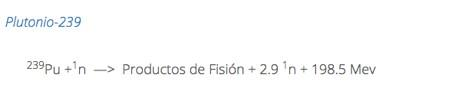 Plutonio-239
²³⁹Pu +¹n —> Productos de Fisión + 2.9 ¹n + 198.5 Mev